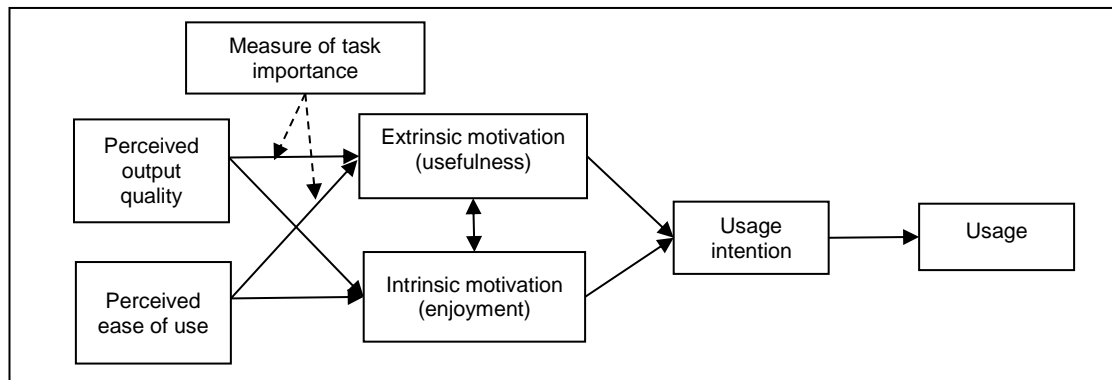 Measure of task
importance
Perceived
output
quality
Extrinsic motivation
(usefulness)
Usage
intention
Usage
Perceived
ease of use
Intrinsic motivation
(enjoyment)